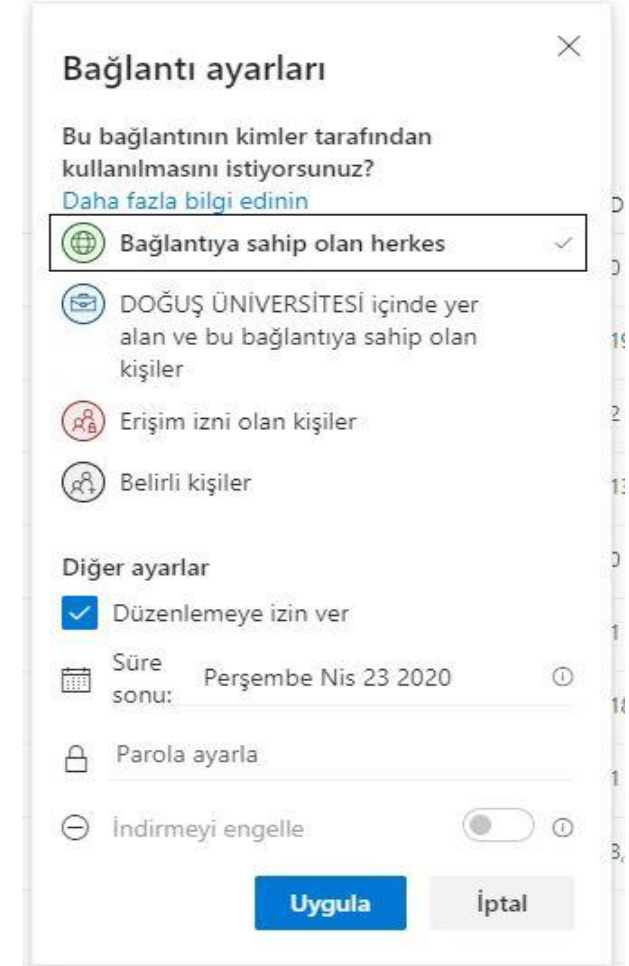 Bağlantı ayarları
Bu bağlantının kimler tarafından
kullanılmasını istiyorsunuz?
Daha fazla bilgi edinin
Bağlantıya sahip olan herkes
DOĞUŞ ÜNİVERSİTESİ içinde yer
alan ve bu bağlantıya sahip olan
kişiler
Erişim izni olan kişiler
Belirli kişiler
Diğer ayarlar
Düzenlemeye izin ver
Süre
sonu:
Perşembe Nis 23 2020
Parola ayarla
İndirmeyi engelle
Uygula
İptal